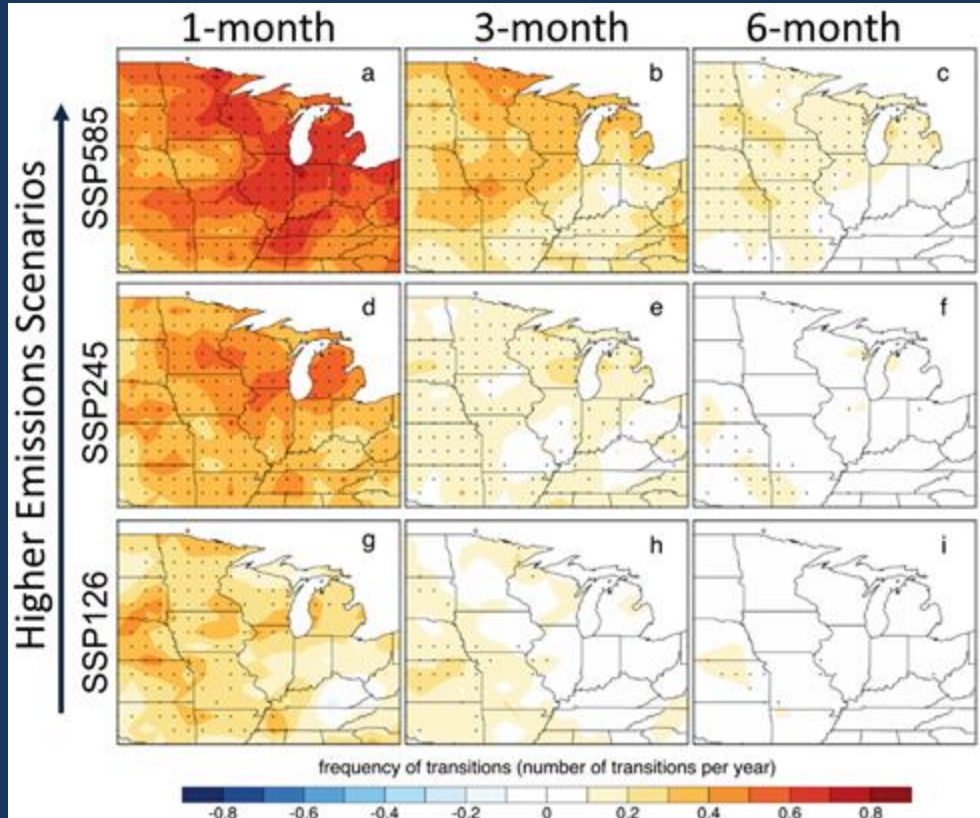 1-month 3-month 6-month
Higher Emissions Scenarios
SSP585
a b c
SSP245
d e f
SSP126
g h i
frequency of transitions (number of transitions per year)
-0.8 -0.6 -0.4 -0.2 0 0.2 0.4 0.6 0.8